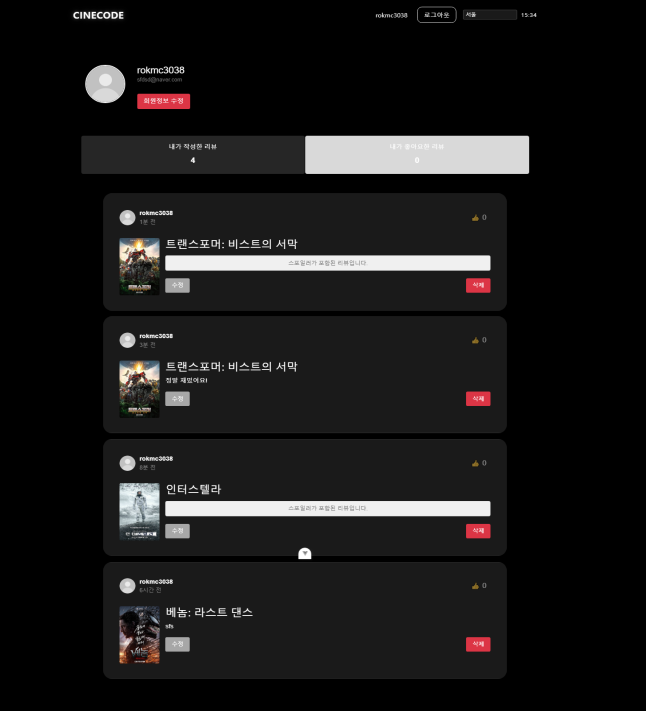 CINECODE
rokmc3038 로그아웃 서울 15:34
rokmc3038
회원정보 수정
내가 작성한 리뷰
4
내가 좋아요한 리뷰
0
rokmc3038
1분 전
0
트랜스포머: 비스트의 서막
스포일러가 포함된 리뷰입니다.
수정 삭제
rokmc3038
3분 전
0
트랜스포머: 비스트의 서막
정말 재밌어요!
수정 삭제
rokmc3038
8분 전
0
인터스텔라
스포일러가 포함된 리뷰입니다.
수정 삭제
rokmc3038
8시간 전
0
베놈: 라스트 댄스
sfs
수정 삭제